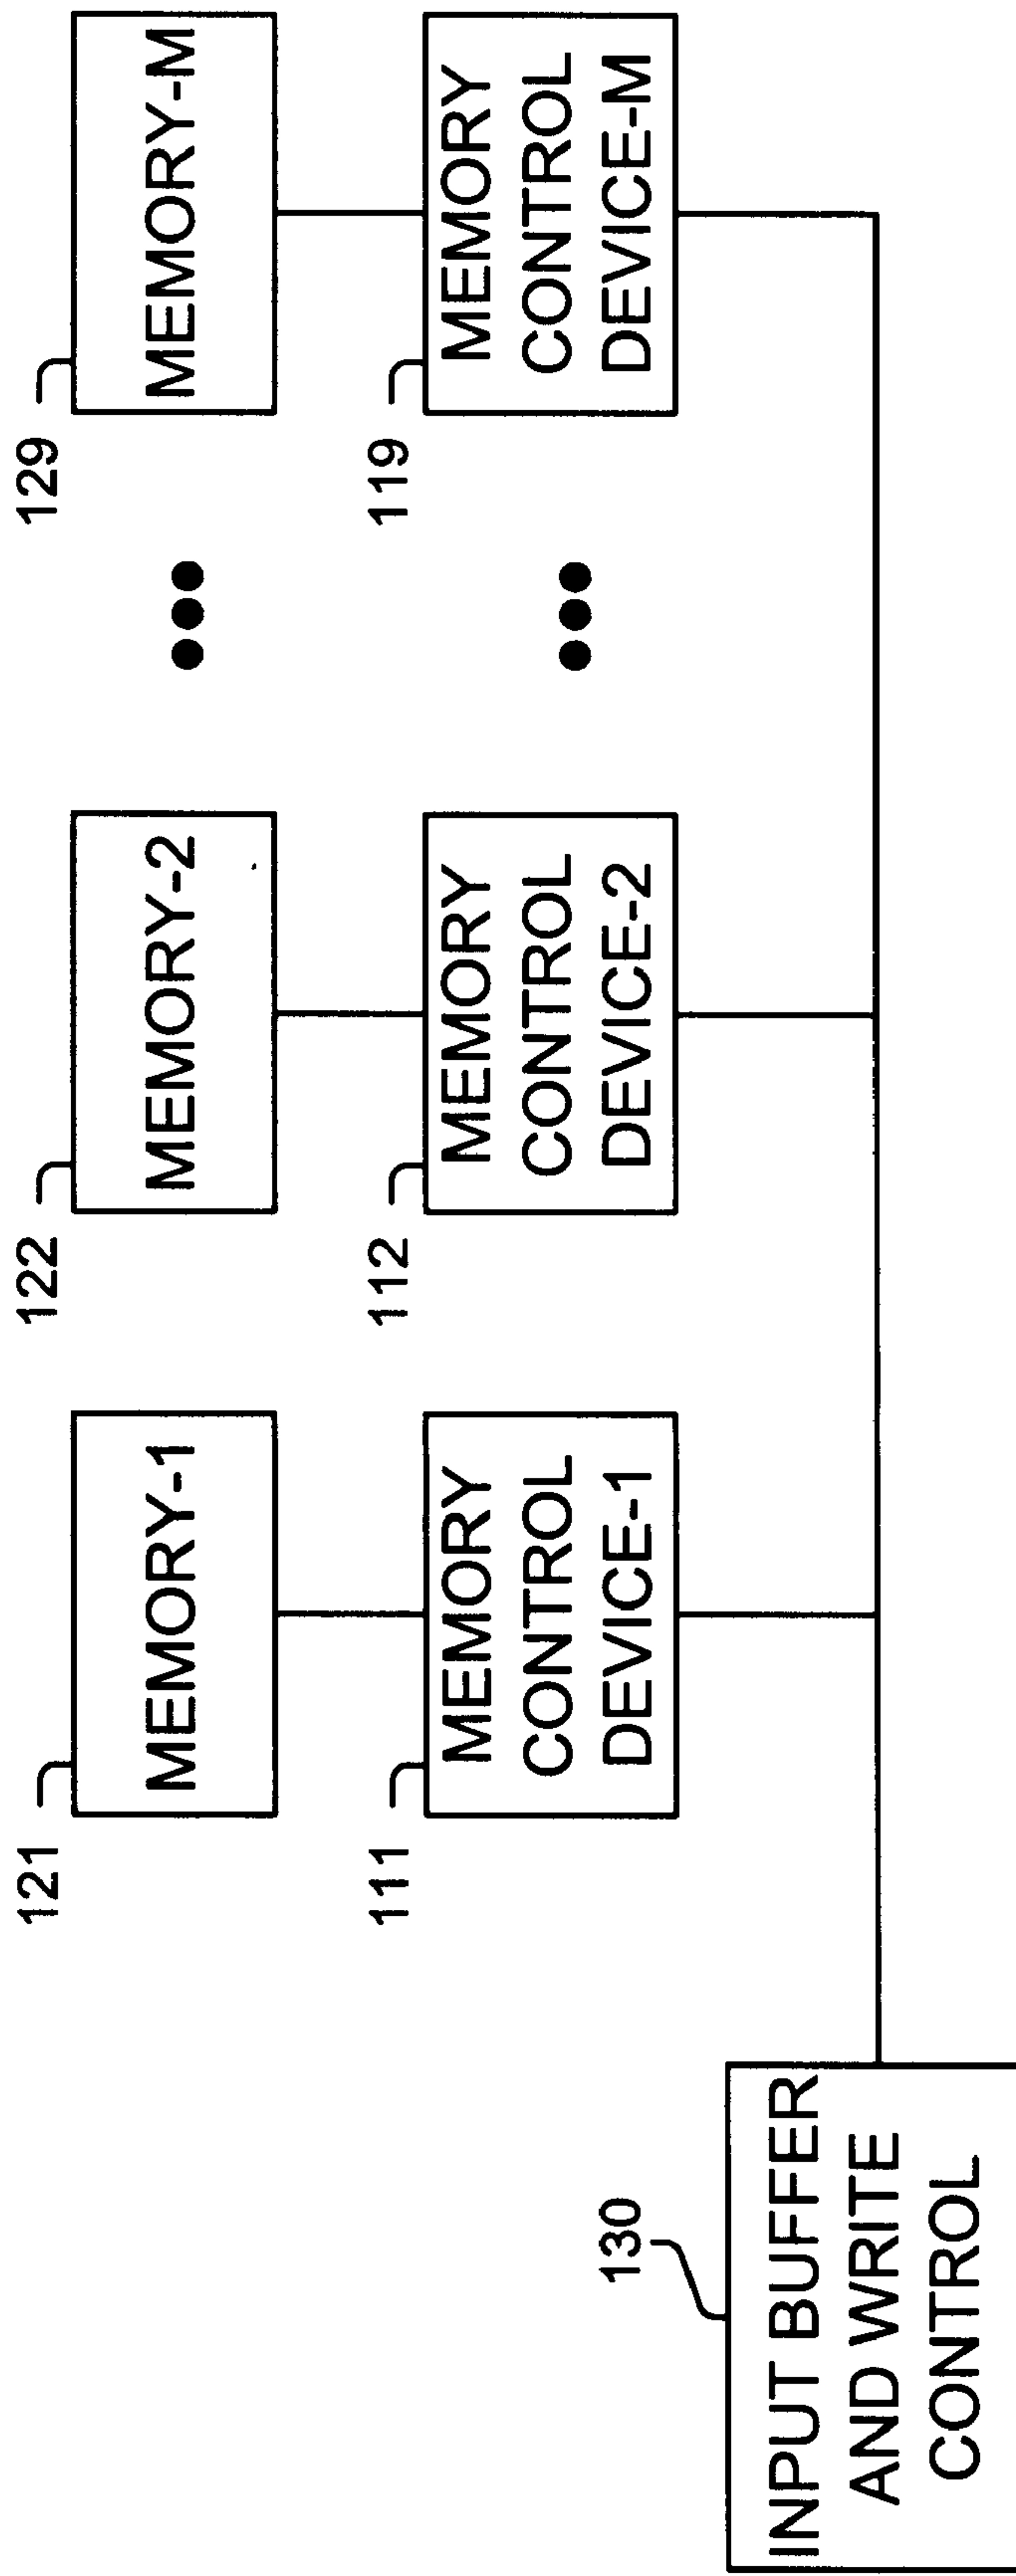 121
MEMORY-1
122
MEMORY-2
129
MEMORY-M
111
MEMORY
CONTROL
DEVICE-1
112
MEMORY
CONTROL
DEVICE-2
119
MEMORY
CONTROL
DEVICE-M
130
INPUT BUFFER
AND WRITE
CONTROL